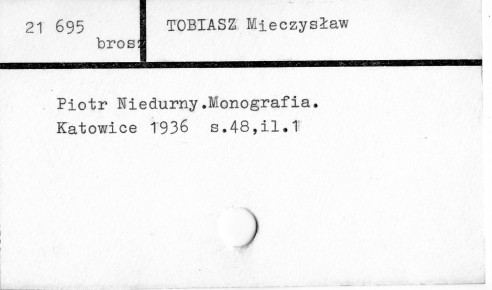 21 695
brosz
TOBIASZ Mieczysław
Piotr Niedurny.Monografia.
Katowice 1936 s.48,il.1